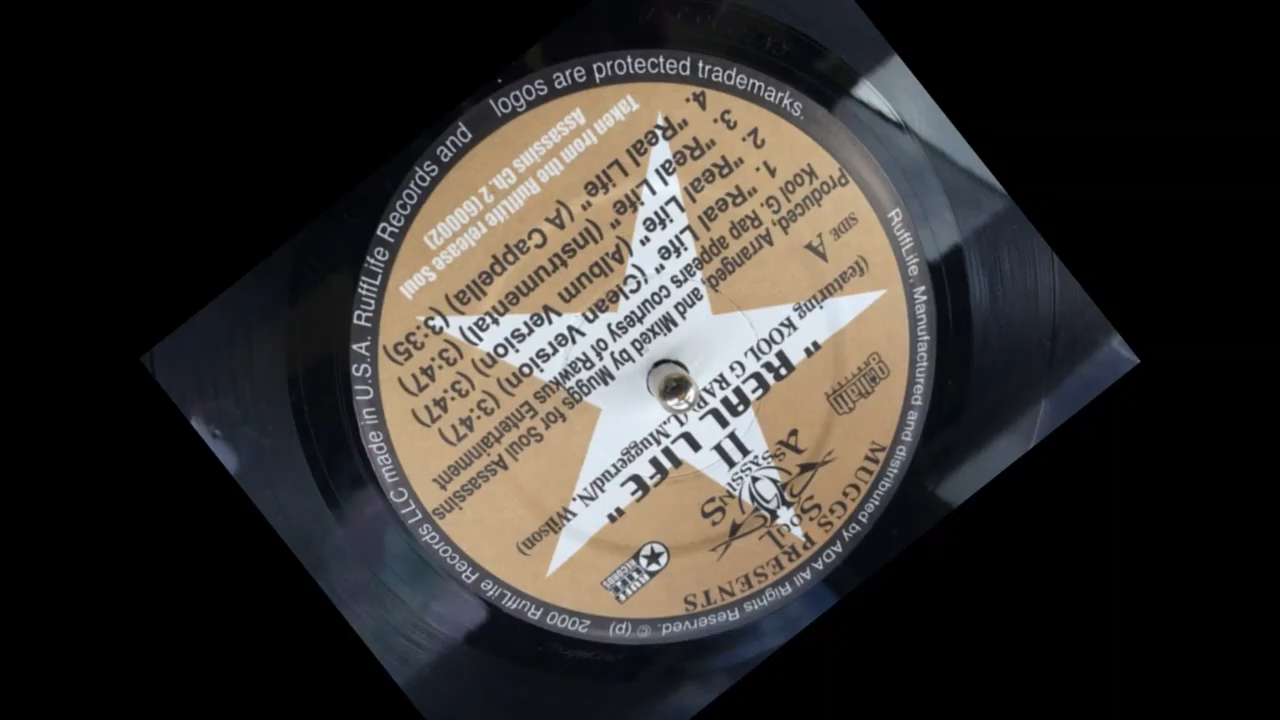 MUGGS PRESENTS
Soul
ASSASSINS
II
"REAL LIFE"
(featuring KOOL G RAP) (L.Muggerud/N. Wilson)
SIDE A
Produced, Arranged, and Mixed by Muggs for Soul Assassins
Kool G. Rap appears courtesy of Rawkus Entertainment
1. "Real Life" (Clean Version) (3:47)
2. "Real Life" (Album Version) (3:47)
3. "Real Life" (Instrumental) (3:47)
4. "Real Life" (A Cappella) (3:35)
Taken from the RuffLife release Soul
Assassins Ch. 2 (60002)
RUFF
LIFE
RECORDS
© (p) 2000 RuffLife Records LLC made in U.S.A. RuffLife Records and logos are protected trademarks.
RuffLife. Manufactured and distributed by ADA All Rights Reserved.